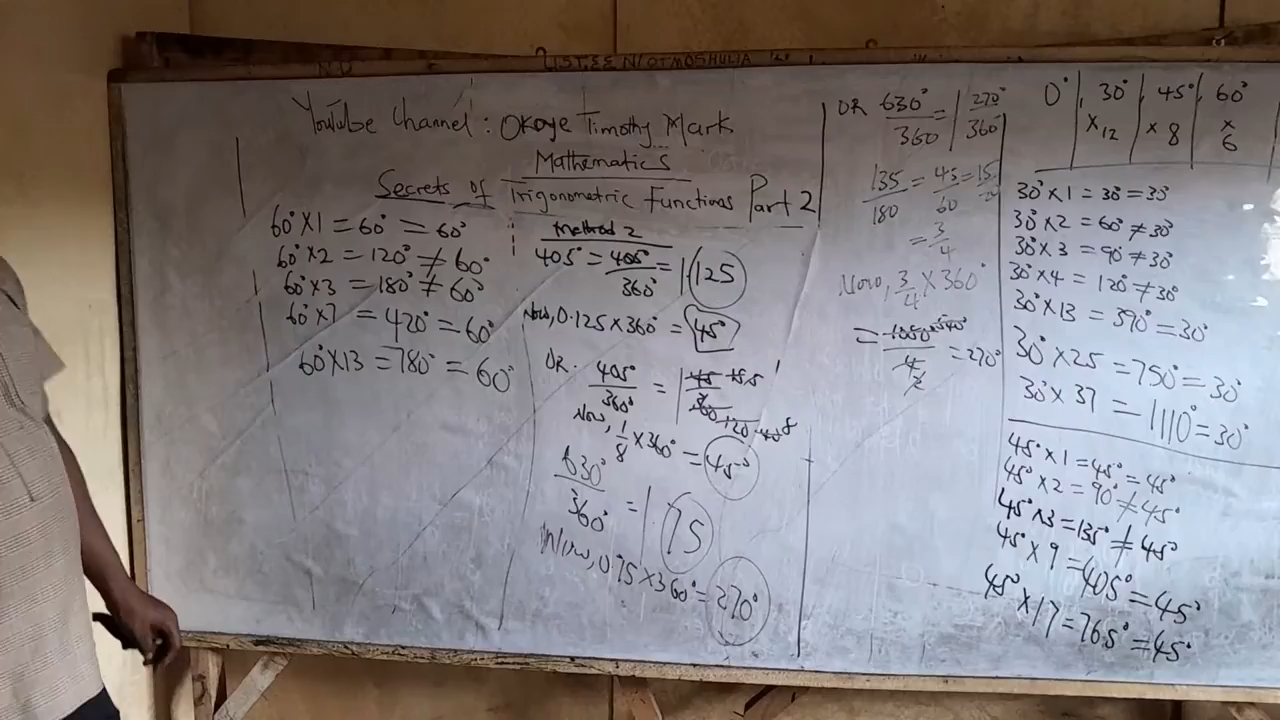 YouTube Channel: Okoye Timothy Mark
Mathematics
Secrets of Trigonometric Functions Part 2
60°×1 = 60° = 60°
60°×2 = 120° ≠ 60°
60°×3 = 180° ≠ 60°
60°×7 = 420° = 60°
60°×13 = 780° = 60°
Method 2
405° = 405°/360° = 1.125
Now, 0.125×360° = 45°
OR. 405°/360° = 1 45/360
Now, 1/8 ×360° = 45°
630°/360° = 1.75
Now, 0.75×360° = 270°
OR 630°/360 = 1 270°/360°
135/180 = 45/60 = 15/20
= 3/4
Now, 3/4 × 360°
= 540°/2 = 270°
0°, 30°, 45°, 60°
×12 ×8 ×6
30°×1 = 30° = 30°
30°×2 = 60° ≠ 30°
30°×3 = 90° ≠ 30°
30°×4 = 120° ≠ 30°
30°×13 = 390° = 30°
30°×25 = 750° = 30°
30°×37 = 1110° = 30°
45°×1 = 45° = 45°
45°×2 = 90° ≠ 45°
45°×3 = 135° ≠ 45°
45°×9 = 405° = 45°
45°×17 = 765° = 45°